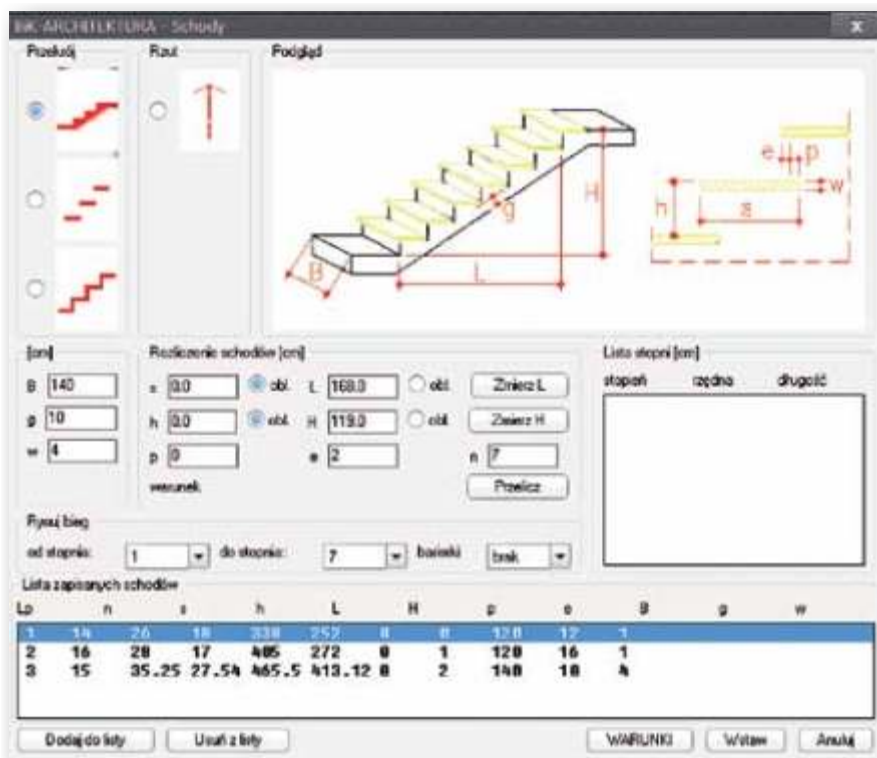 INK-ARCHITEKTURA - Schody
Przekrój
Rzut
Podgląd
B
g
L
H
e
p
w
h
a
[cm]
B 140
g 10
w 4
Rozliczenie schodów [cm]
s 0.0 obl. L 168.0 obl. Zmierz L
h 0.0 obl. H 119.0 obl. Zmierz H
p 0 e 2 n 7
warunek Przelicz
Lista stopni [cm]
stopień rzędna długość
Rysuj bieg
od stopnia: 1 do stopnia: 7 barierki brak
Lista zapisanych schodów
Lp n s h L H p e B g w
1 14 26 18 338 252 0 0 120 12 1
2 16 28 17 405 272 0 1 120 16 1
3 15 35.25 27.54 465.5 413.12 0 2 140 10 4
Dodaj do listy Usuń z listy WARUNKI Wstaw Anuluj